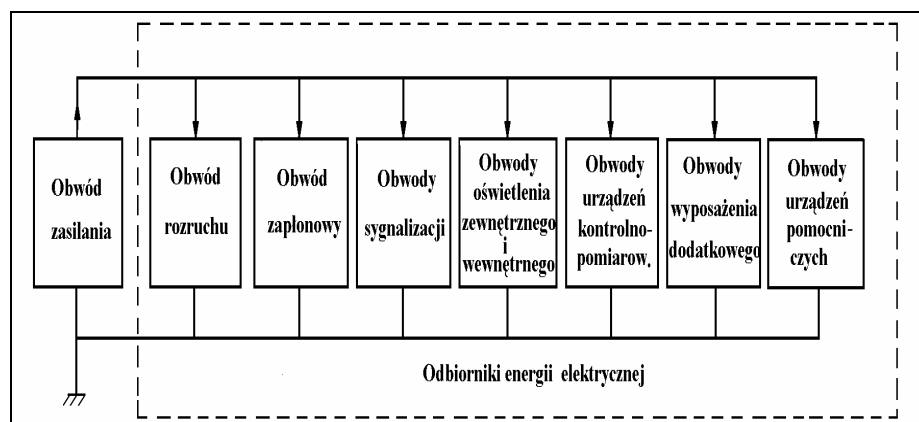 Obwód
zasilania
Obwód
rozruchu
Obwód
zapłonowy
Obwody
sygnalizacji
Obwody
oświetlenia
zewnętrznego
i
wewnętrnego
Obwody
urządzeń
kontrolno-
pomiarow.
Obwody
wyposażenia
dodatkowego
Obwody
urządzeń
pomocni-
czych
Odbiorniki energii elektrycznej